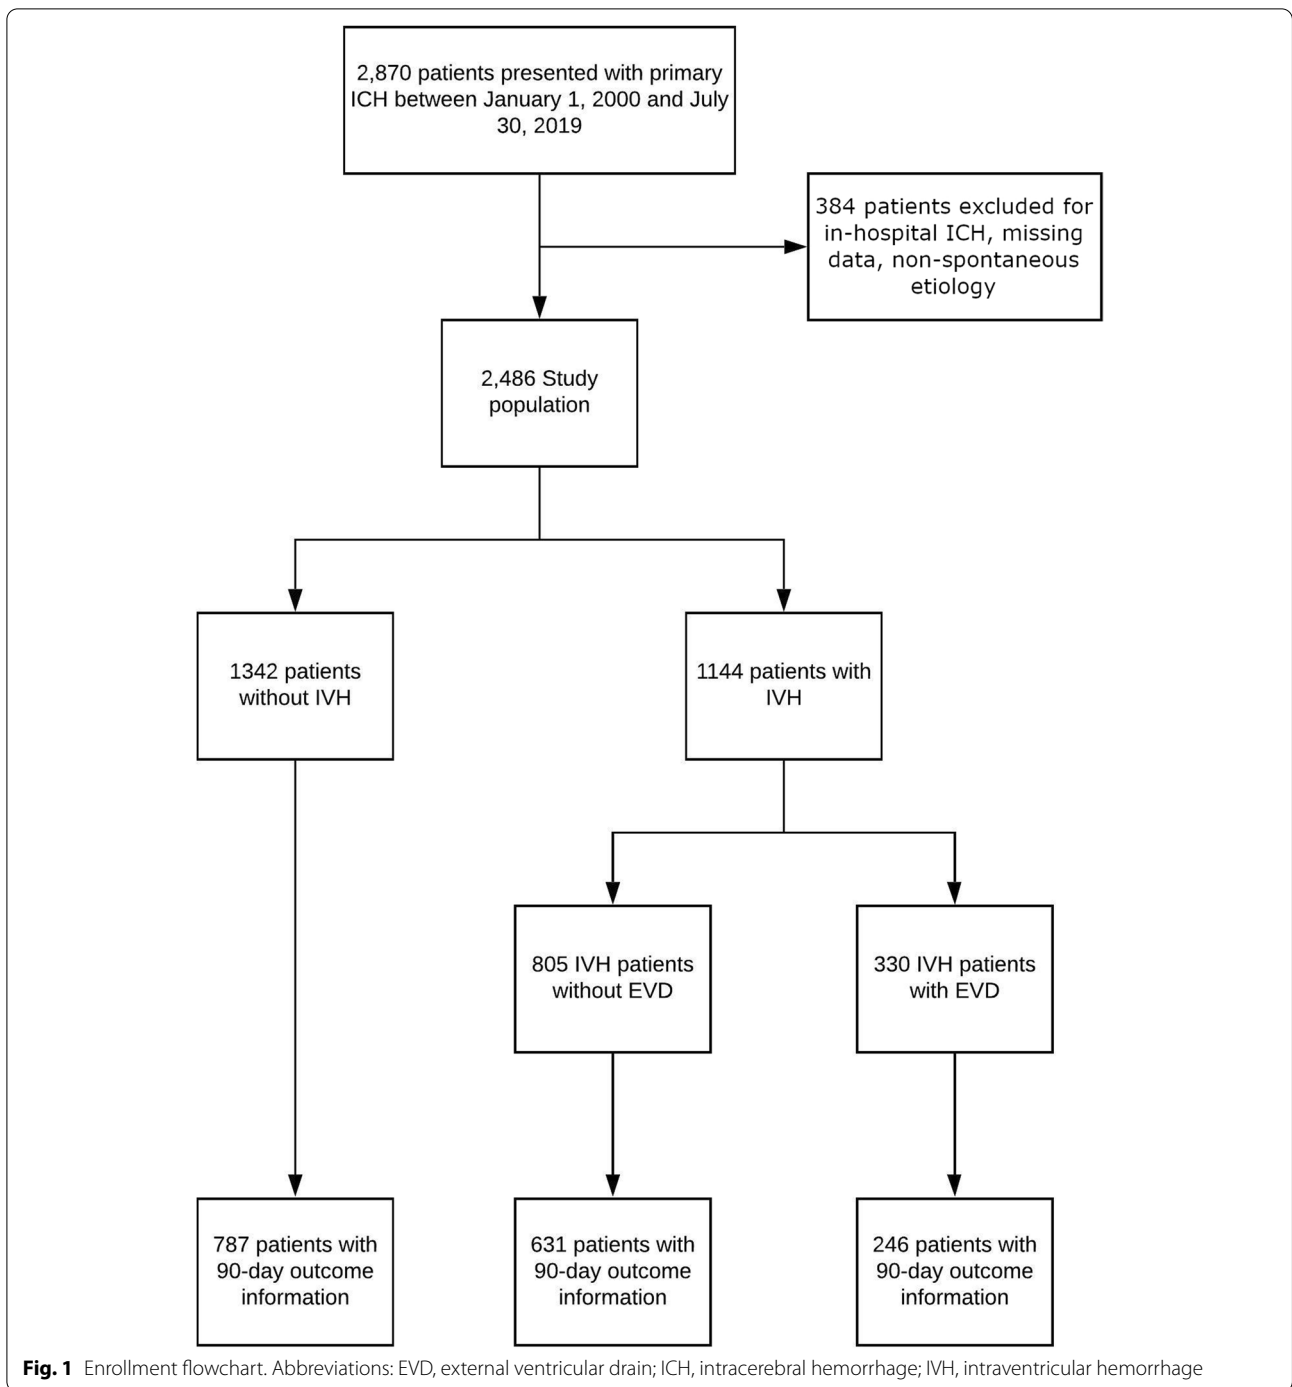 2,870 patients presented with primary
ICH between January 1, 2000 and July
30, 2019
384 patients excluded for
in-hospital ICH, missing
data, non-spontaneous
etiology
2,486 Study
population
1342 patients
without IVH
1144 patients with
IVH
805 IVH patients
without EVD
330 IVH patients
with EVD
787 patients with
90-day outcome
information
631 patients with
90-day outcome
information
246 patients with
90-day outcome
information
Fig. 1 Enrollment flowchart. Abbreviations: EVD, external ventricular drain; ICH, intracerebral hemorrhage; IVH, intraventricular hemorrhage